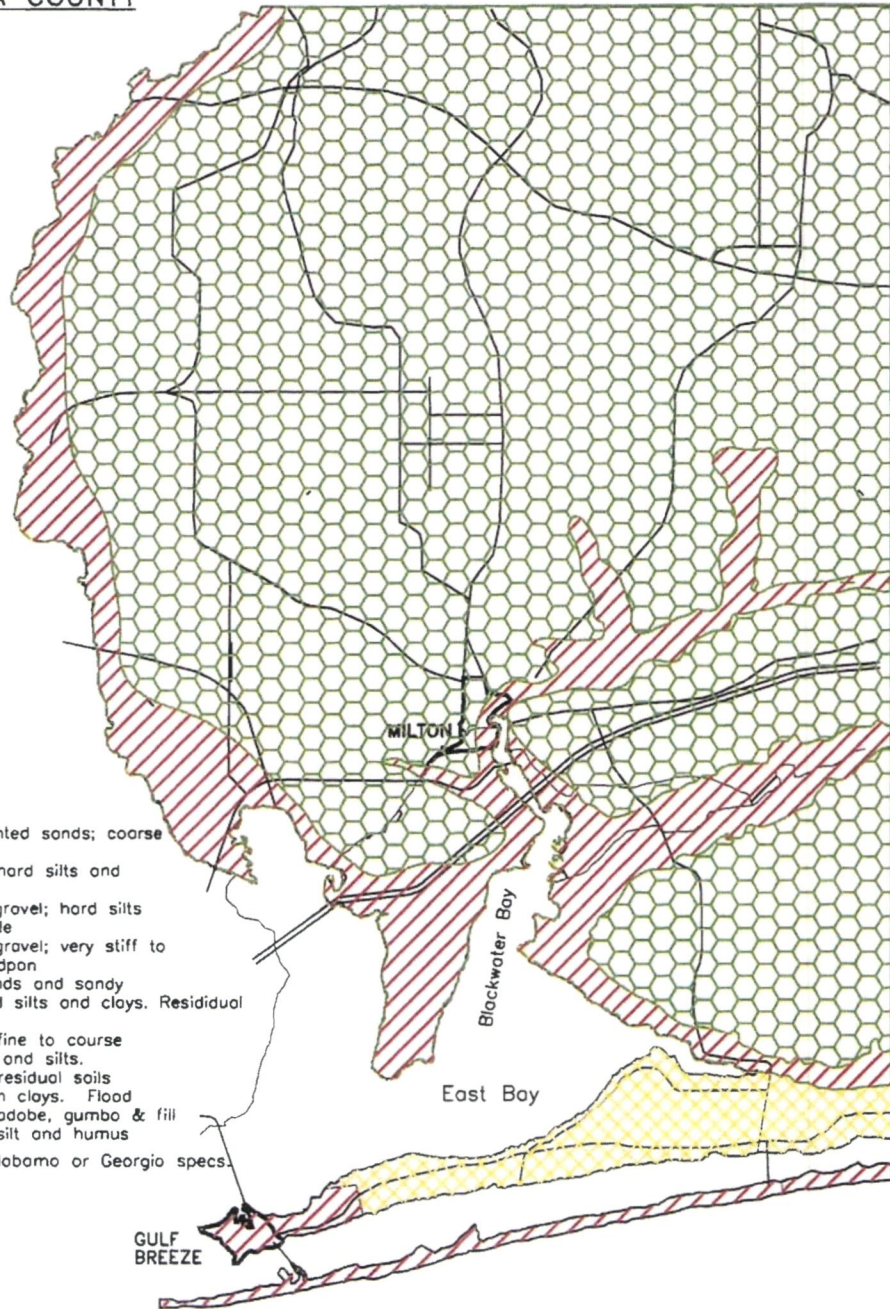 COUNTY
MILTON
nted sands; coarse
hard silts and
gravel; hard silts
le
gravel; very stiff to
dpan
nds and sandy
d silts and clays. Resididual
fine to course
and silts.
residual soils
n clays. Flood
adobe, gumbo & fill
silt and humus
labama or Georgia specs.
Blackwater Bay
East Bay
GULF
BREEZE